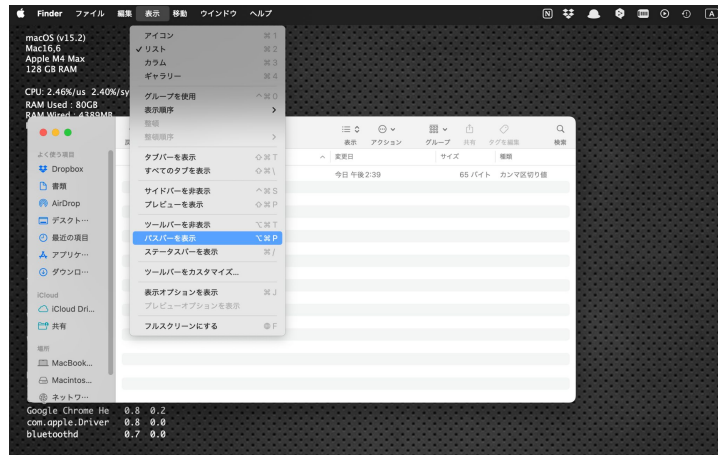 Finder ファイル 編集 表示 移動 ウインドウ ヘルプ
macOS (v15.2)
Mac16,6
Apple M4 Max
128 GB RAM
CPU: 2.46%/us 2.40%/sy
RAM Used : 80GB
RAM Wired : 4389MB
アイコン ⌘1
✓ リスト ⌘2
カラム ⌘3
ギャラリー ⌘4
グループを使用 ^⌘0
表示順序 >
整頓
整頓順序 >
タブバーを表示 ⇧⌘T
すべてのタブを表示 ⇧⌘\
サイドバーを非表示 ^⌘S
プレビューを表示 ⇧⌘P
ツールバーを非表示 ⌥⌘T
パスバーを表示 ⌥⌘P
ステータスバーを表示 ⌘/
ツールバーをカスタマイズ...
表示オプションを表示 ⌘J
プレビューオプションを表示
フルスクリーンにする F
表示 アクション グループ 共有 タグを編集 検索
変更日 サイズ 種類
今日 午後2:39 65 バイト カンマ区切り値
よく使う項目
Dropbox
書類
AirDrop
デスクト…
最近の項目
アプリケ…
ダウンロ…
iCloud
iCloud Dri...
共有
場所
MacBook...
Macintos...
ネットワ…
Google Chrome He 0.8 0.2
com.apple.Driver 0.8 0.0
bluetoothd 0.7 0.0